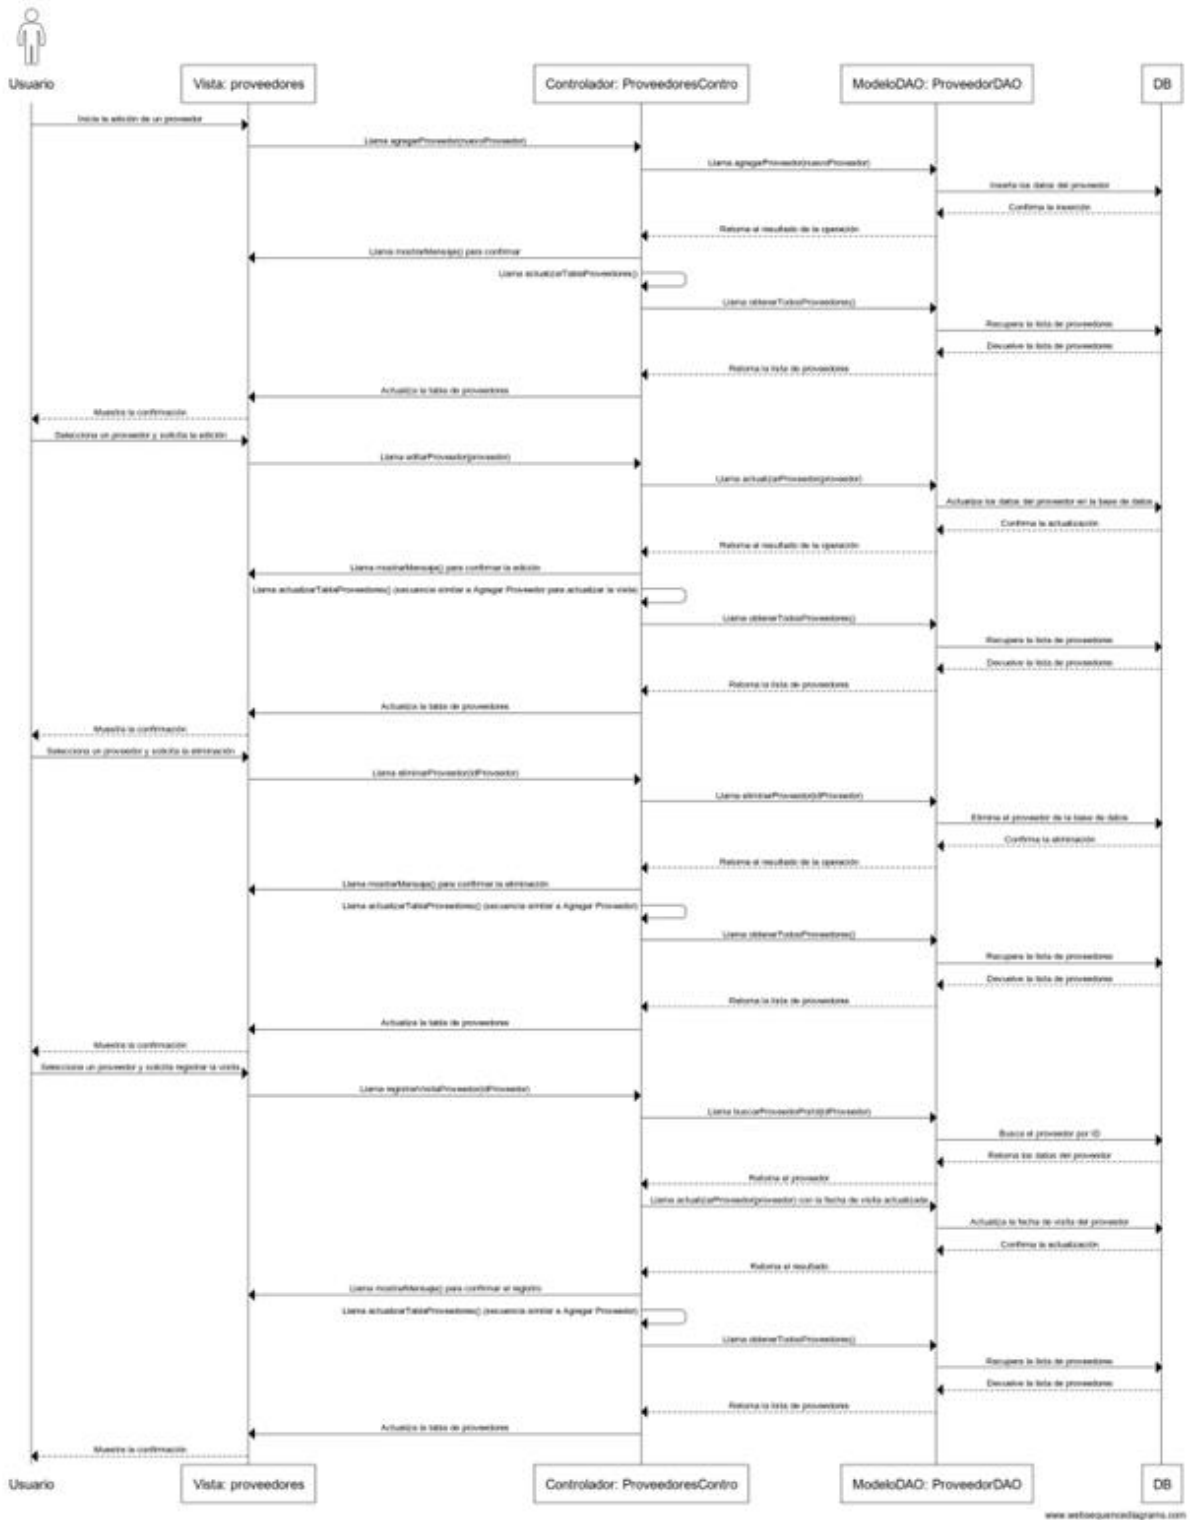 Usuario
Vista: proveedores
Controlador: ProveedoresContro
ModeloDAO: ProveedorDAO
DB
Inicia la edición de un proveedor
Llama agregarProveedor(nuevoProveedor)
Llama agregarProveedor(nuevoProveedor)
Inserta los datos del proveedor
Confirma la inserción
Retorna el resultado de la operación
Llama mostrarMensaje() para confirmar
Llama actualizarTablaProveedores()
Llama obtenerTodosProveedores()
Recupera la lista de proveedores
Devuelve la lista de proveedores
Retorna la lista de proveedores
Actualiza la tabla de proveedores
Muestra la confirmación
Selecciona un proveedor y solicita la edición
Llama editarProveedor(proveedor)
Llama actualizarProveedor(proveedor)
Actualiza los datos del proveedor en la base de datos
Confirma la actualización
Retorna el resultado de la operación
Llama mostrarMensaje() para confirmar la edición
Llama actualizarTablaProveedores() (secuencia similar a Agregar Proveedor para actualizar la vista)
Llama obtenerTodosProveedores()
Recupera la lista de proveedores
Devuelve la lista de proveedores
Retorna la lista de proveedores
Actualiza la tabla de proveedores
Muestra la confirmación
Selecciona un proveedor y solicita la eliminación
Llama eliminarProveedor(idProveedor)
Llama eliminarProveedor(idProveedor)
Elimina el proveedor de la base de datos
Confirma la eliminación
Retorna el resultado de la operación
Llama mostrarMensaje() para confirmar la eliminación
Llama actualizarTablaProveedores() (secuencia similar a Agregar Proveedor)
Llama obtenerTodosProveedores()
Recupera la lista de proveedores
Devuelve la lista de proveedores
Retorna la lista de proveedores
Actualiza la tabla de proveedores
Muestra la confirmación
Selecciona un proveedor y solicita registrar la visita
Llama registrarVisitaProveedor(idProveedor)
Llama buscarProveedorPorId(idProveedor)
Busca el proveedor por ID
Retorna los datos del proveedor
Retorna el proveedor
Llama actualizarProveedor(proveedor) con la fecha de visita actualizada
Actualiza la fecha de visita del proveedor
Confirma la actualización
Retorna el resultado
Llama mostrarMensaje() para confirmar el registro
Llama actualizarTablaProveedores() (secuencia similar a Agregar Proveedor)
Llama obtenerTodosProveedores()
Recupera la lista de proveedores
Devuelve la lista de proveedores
Retorna la lista de proveedores
Actualiza la tabla de proveedores
Muestra la confirmación
Usuario
Vista: proveedores
Controlador: ProveedoresContro
ModeloDAO: ProveedorDAO
DB
www.websequencediagrams.com